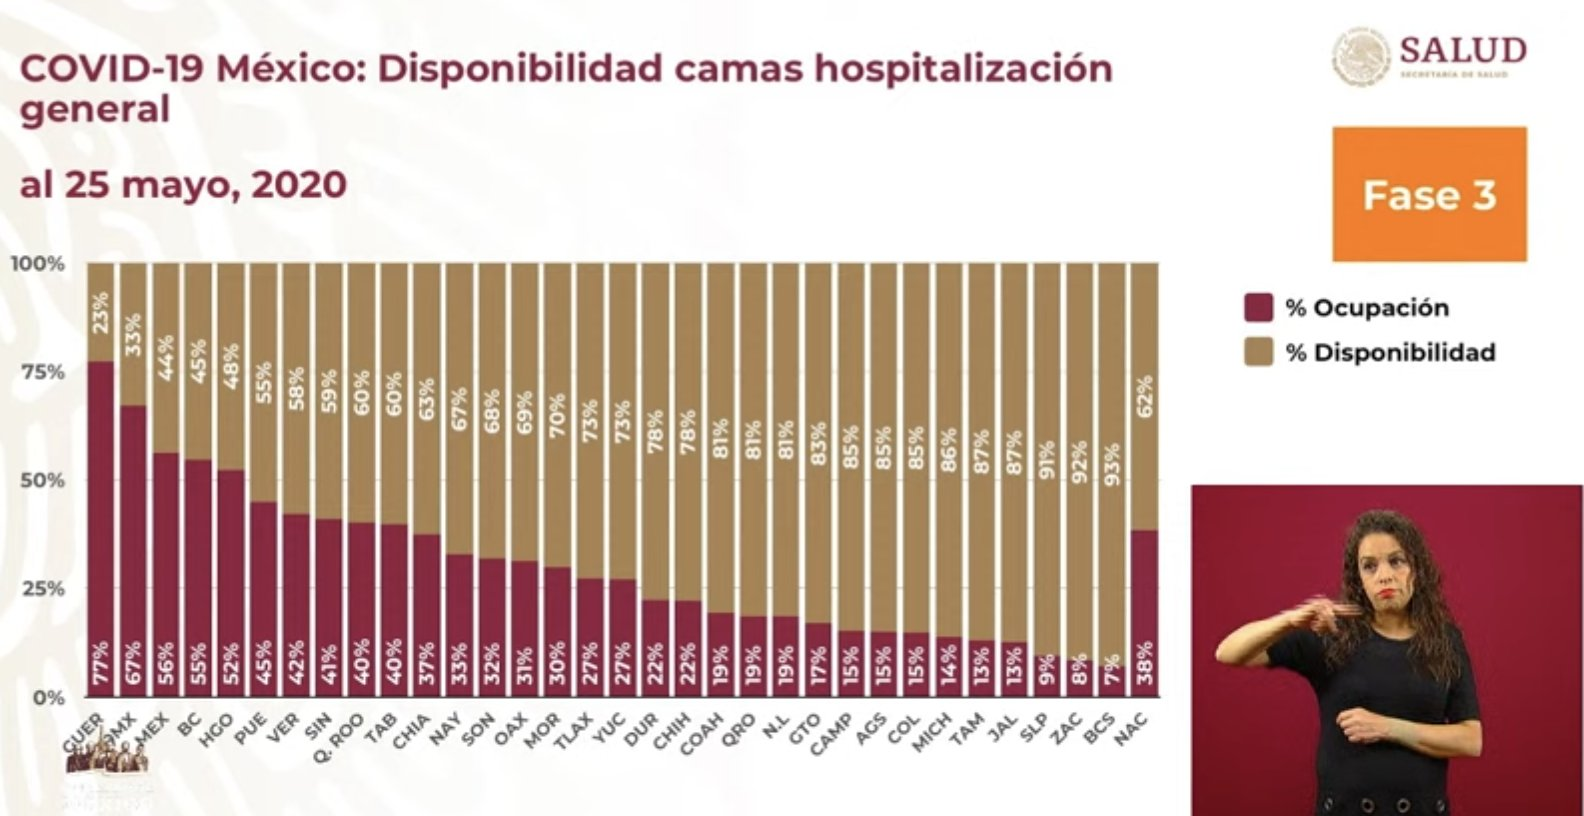 COVID-19 México: Disponibilidad camas hospitalización
general
al 25 mayo, 2020
SALUD
SECRETARÍA DE SALUD
Fase 3
% Ocupación
% Disponibilidad
100%
75%
50%
25%
0%
23% 33% 44% 45% 48% 55% 58% 59% 60% 60% 63% 67% 68% 69% 70% 73% 73% 78% 78% 81% 81% 81% 83% 85% 85% 85% 86% 87% 87% 91% 92% 93% 62%
77% 67% 56% 55% 52% 45% 42% 41% 40% 40% 37% 33% 32% 31% 30% 27% 27% 22% 22% 19% 19% 19% 17% 15% 15% 15% 14% 13% 13% 9% 8% 7% 38%
GUER CDMX MEX BC HGO PUE VER SIN Q. ROO TAB CHIA NAY SON OAX MOR TLAX YUC DUR CHIH COAH QRO N.L GTO CAMP AGS COL MICH TAM JAL SLP ZAC BCS NAC